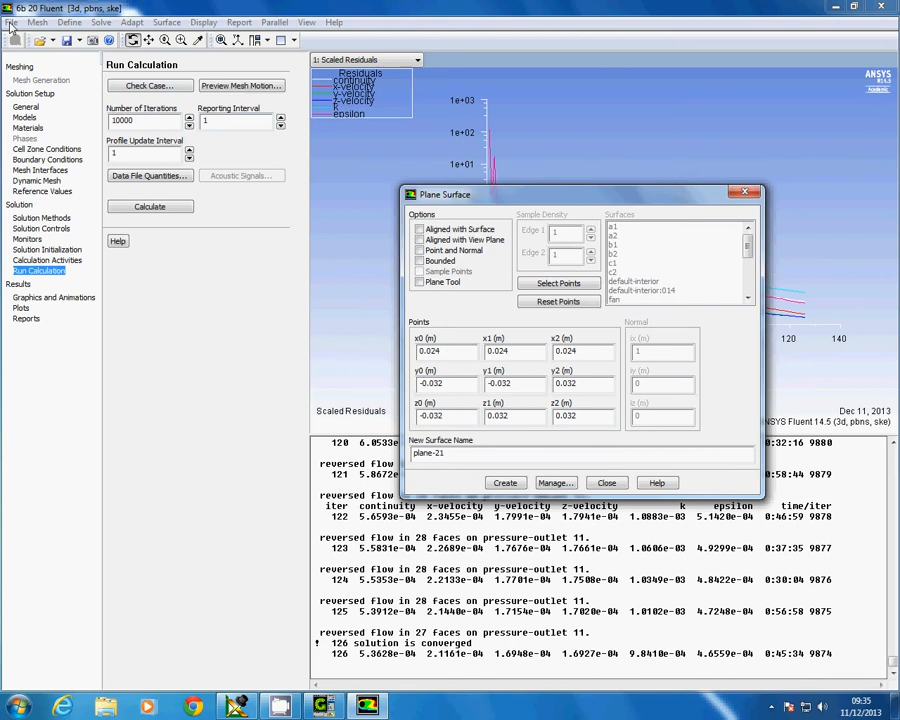 6b 20 Fluent [3d, pbns, ske]
File Mesh Define Solve Adapt Surface Display Report Parallel View Help
Meshing
Mesh Generation
Solution Setup
General
Models
Materials
Phases
Cell Zone Conditions
Boundary Conditions
Mesh Interfaces
Dynamic Mesh
Reference Values
Solution
Solution Methods
Solution Controls
Monitors
Solution Initialization
Calculation Activities
Run Calculation
Results
Graphics and Animations
Plots
Reports
Run Calculation
Check Case... Preview Mesh Motion...
Number of Iterations Reporting Interval
10000 1
Profile Update Interval
1
Data File Quantities... Acoustic Signals...
Calculate
Help
1: Scaled Residuals
Residuals
continuity
x-velocity
y-velocity
z-velocity
k
epsilon
ANSYS
Academic
1e+03
1e+02
1e+01
120 140
Scaled Residuals
Dec 11, 2013
NSYS Fluent 14.5 (3d, pbns, ske)
Plane Surface
Options
Aligned with Surface
Aligned with View Plane
Point and Normal
Bounded
Sample Points
Plane Tool
Sample Density
Edge 1 1
Edge 2 1
Select Points
Reset Points
Surfaces
a1
a2
b1
b2
c1
c2
default-interior
default-interior:014
fan
Points
x0 (m) x1 (m) x2 (m)
0.024 0.024 0.024
y0 (m) y1 (m) y2 (m)
-0.032 -0.032 0.032
z0 (m) z1 (m) z2 (m)
-0.032 0.032 0.032
Normal
ix (m)
1
iy (m)
0
iz (m)
0
New Surface Name
plane-21
Create Manage... Close Help
120 6.0533 32:16 9880
reversed flow
121 5.8672 58:44 9879
reversed flow
iter continuity x-velocity y-velocity z-velocity k epsilon time/iter
122 5.6593e-04 2.3455e-04 1.7991e-04 1.7941e-04 1.0883e-03 5.1420e-04 0:46:59 9878
reversed flow in 28 faces on pressure-outlet 11.
123 5.5831e-04 2.2689e-04 1.7676e-04 1.7661e-04 1.0606e-03 4.9299e-04 0:37:35 9877
reversed flow in 28 faces on pressure-outlet 11.
124 5.5353e-04 2.2133e-04 1.7701e-04 1.7508e-04 1.0349e-03 4.8422e-04 0:30:04 9876
reversed flow in 28 faces on pressure-outlet 11.
125 5.3912e-04 2.1440e-04 1.7154e-04 1.7020e-04 1.0102e-03 4.7248e-04 0:56:58 9875
reversed flow in 27 faces on pressure-outlet 11.
! 126 solution is converged
126 5.3628e-04 2.1161e-04 1.6948e-04 1.6927e-04 9.8410e-04 4.6559e-04 0:45:34 9874
09:35
11/12/2013